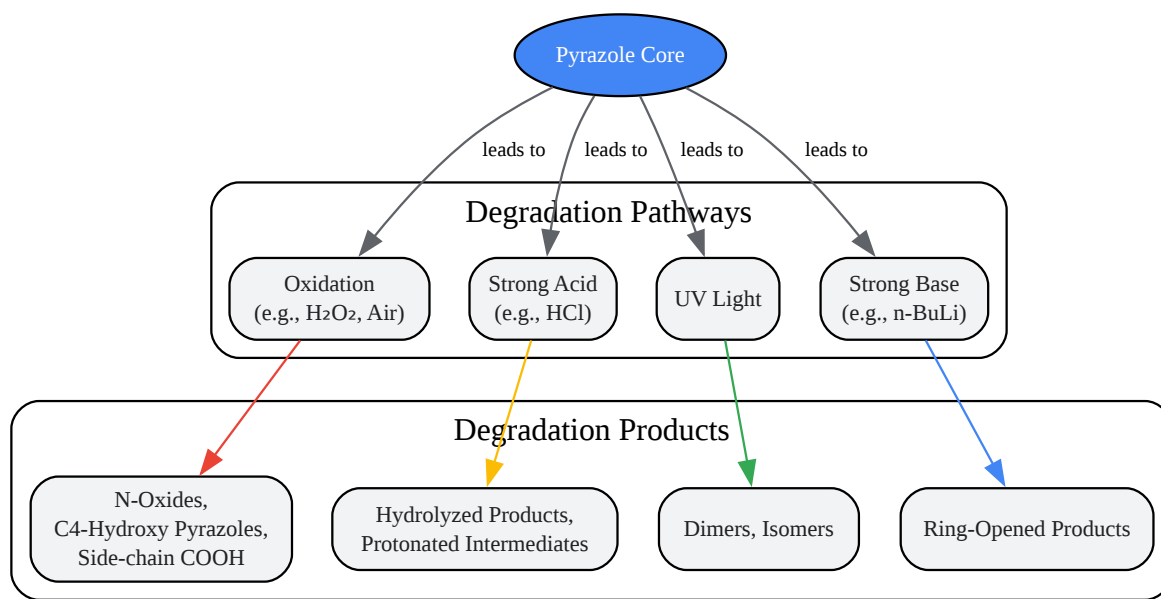 Pyrazole Core
leads to
leads to
leads to
leads to
Degradation Pathways
Oxidation
(e.g., H₂O₂, Air)
Strong Acid
(e.g., HCl)
UV Light
Strong Base
(e.g., n-BuLi)
Degradation Products
N-Oxides,
C4-Hydroxy Pyrazoles,
Side-chain COOH
Hydrolyzed Products,
Protonated Intermediates
Dimers, Isomers
Ring-Opened Products